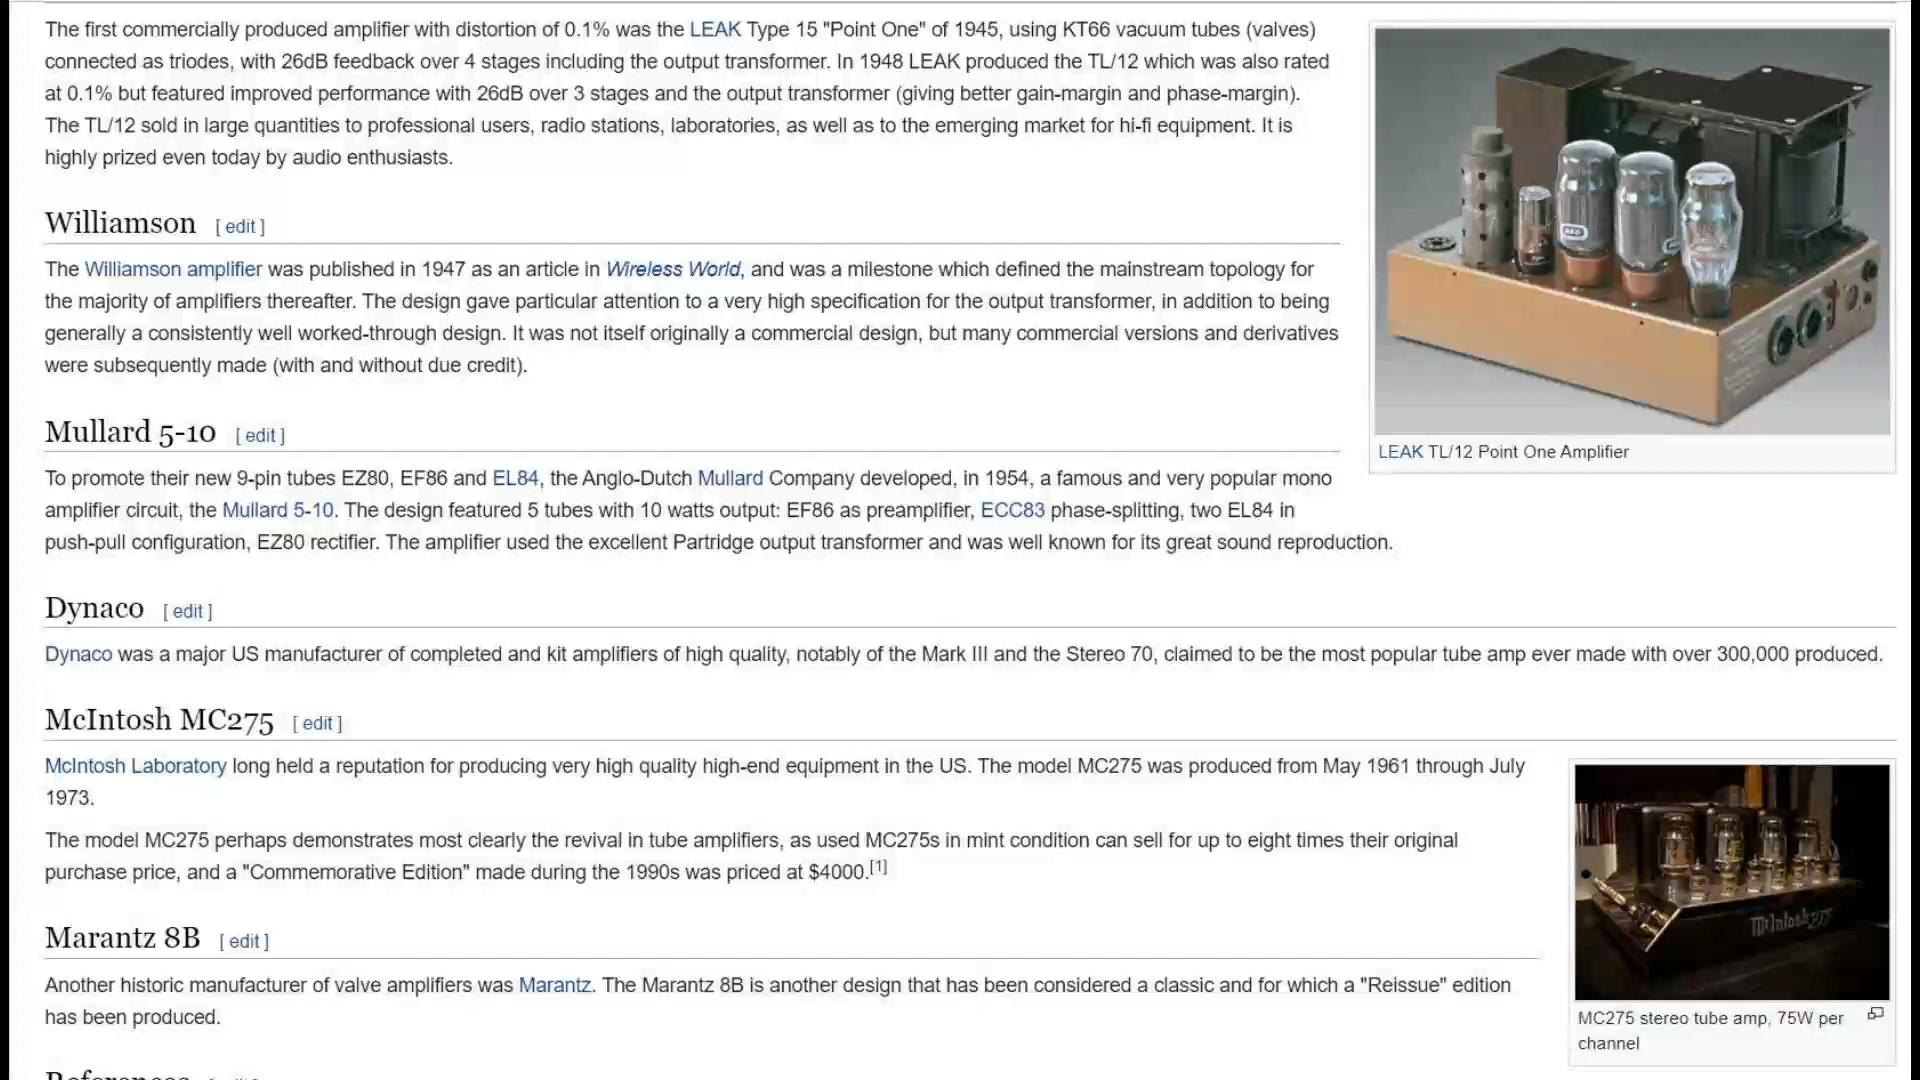 The first commercially produced amplifier with distortion of 0.1% was the LEAK Type 15 "Point One" of 1945, using KT66 vacuum tubes (valves)
connected as triodes, with 26dB feedback over 4 stages including the output transformer. In 1948 LEAK produced the TL/12 which was also rated
at 0.1% but featured improved performance with 26dB over 3 stages and the output transformer (giving better gain-margin and phase-margin).
The TL/12 sold in large quantities to professional users, radio stations, laboratories, as well as to the emerging market for hi-fi equipment. It is
highly prized even today by audio enthusiasts.
LEAK TL/12 Point One Amplifier
Williamson [ edit ]
The Williamson amplifier was published in 1947 as an article in Wireless World, and was a milestone which defined the mainstream topology for
the majority of amplifiers thereafter. The design gave particular attention to a very high specification for the output transformer, in addition to being
generally a consistently well worked-through design. It was not itself originally a commercial design, but many commercial versions and derivatives
were subsequently made (with and without due credit).
Mullard 5-10 [ edit ]
To promote their new 9-pin tubes EZ80, EF86 and EL84, the Anglo-Dutch Mullard Company developed, in 1954, a famous and very popular mono
amplifier circuit, the Mullard 5-10. The design featured 5 tubes with 10 watts output: EF86 as preamplifier, ECC83 phase-splitting, two EL84 in
push-pull configuration, EZ80 rectifier. The amplifier used the excellent Partridge output transformer and was well known for its great sound reproduction.
Dynaco [ edit ]
Dynaco was a major US manufacturer of completed and kit amplifiers of high quality, notably of the Mark III and the Stereo 70, claimed to be the most popular tube amp ever made with over 300,000 produced.
McIntosh MC275 [ edit ]
McIntosh Laboratory long held a reputation for producing very high quality high-end equipment in the US. The model MC275 was produced from May 1961 through July
1973.
The model MC275 perhaps demonstrates most clearly the revival in tube amplifiers, as used MC275s in mint condition can sell for up to eight times their original
purchase price, and a "Commemorative Edition" made during the 1990s was priced at $4000.[1]
McIntosh 275
MC275 stereo tube amp, 75W per
channel
Marantz 8B [ edit ]
Another historic manufacturer of valve amplifiers was Marantz. The Marantz 8B is another design that has been considered a classic and for which a "Reissue" edition
has been produced.
References